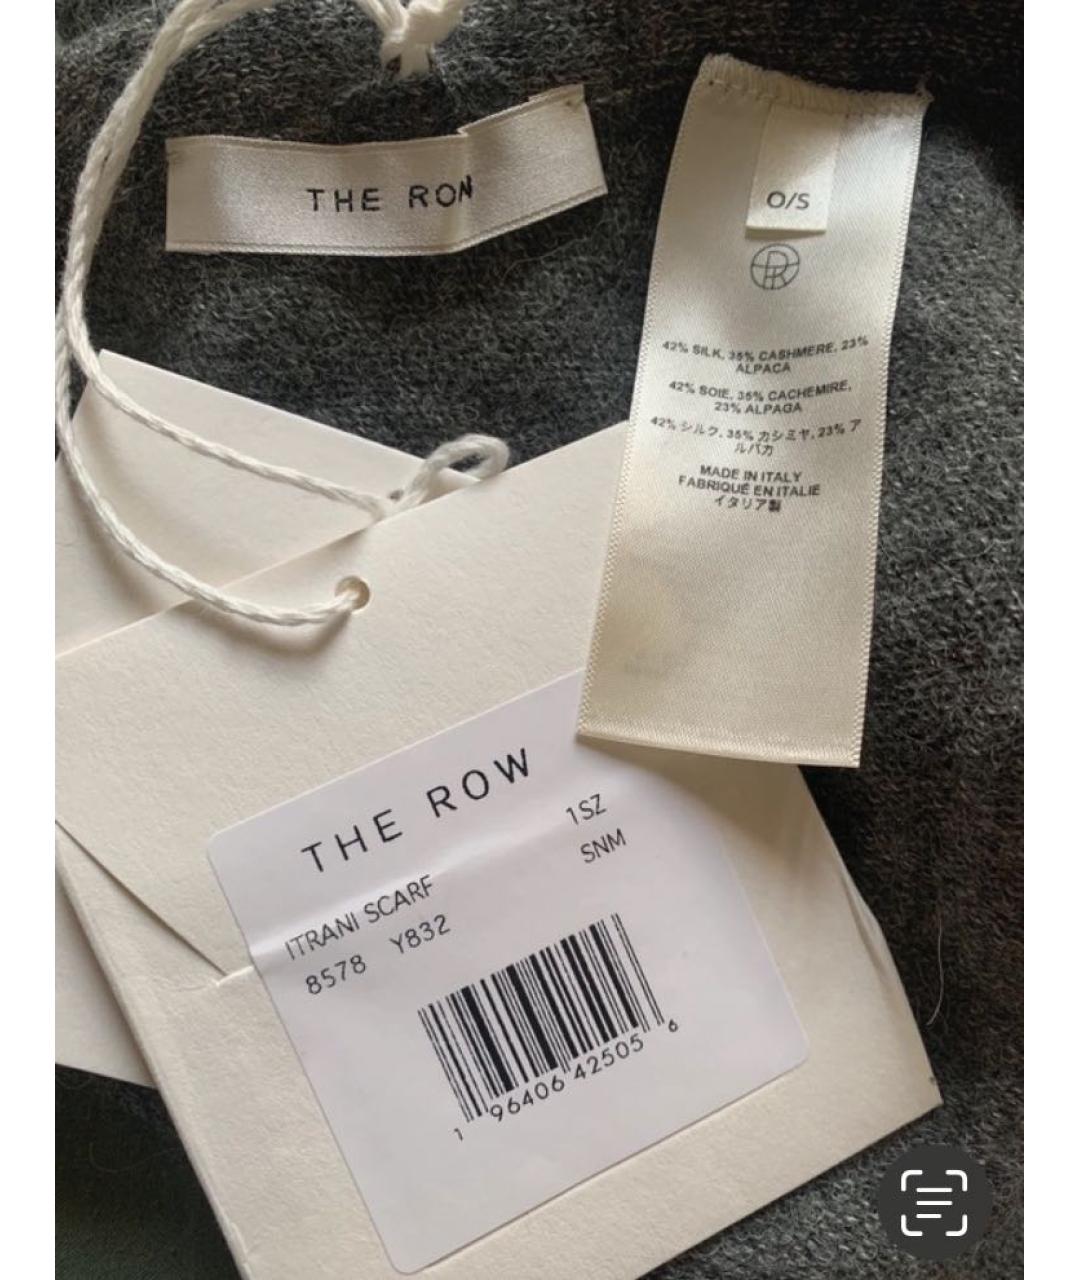 THE ROW
O/S
42% SILK, 35% CASHMERE, 23%
ALPACA
42% SOIE, 35% CACHEMIRE,
23% ALPAGA
42% シルク, 35% カシミヤ, 23% ア
ルパカ
MADE IN ITALY
FABRIQUÉ EN ITALIE
イタリア製
THE ROW
1SZ
SNM
ITRANI SCARF
8578 Y832
1 96406 42505 6